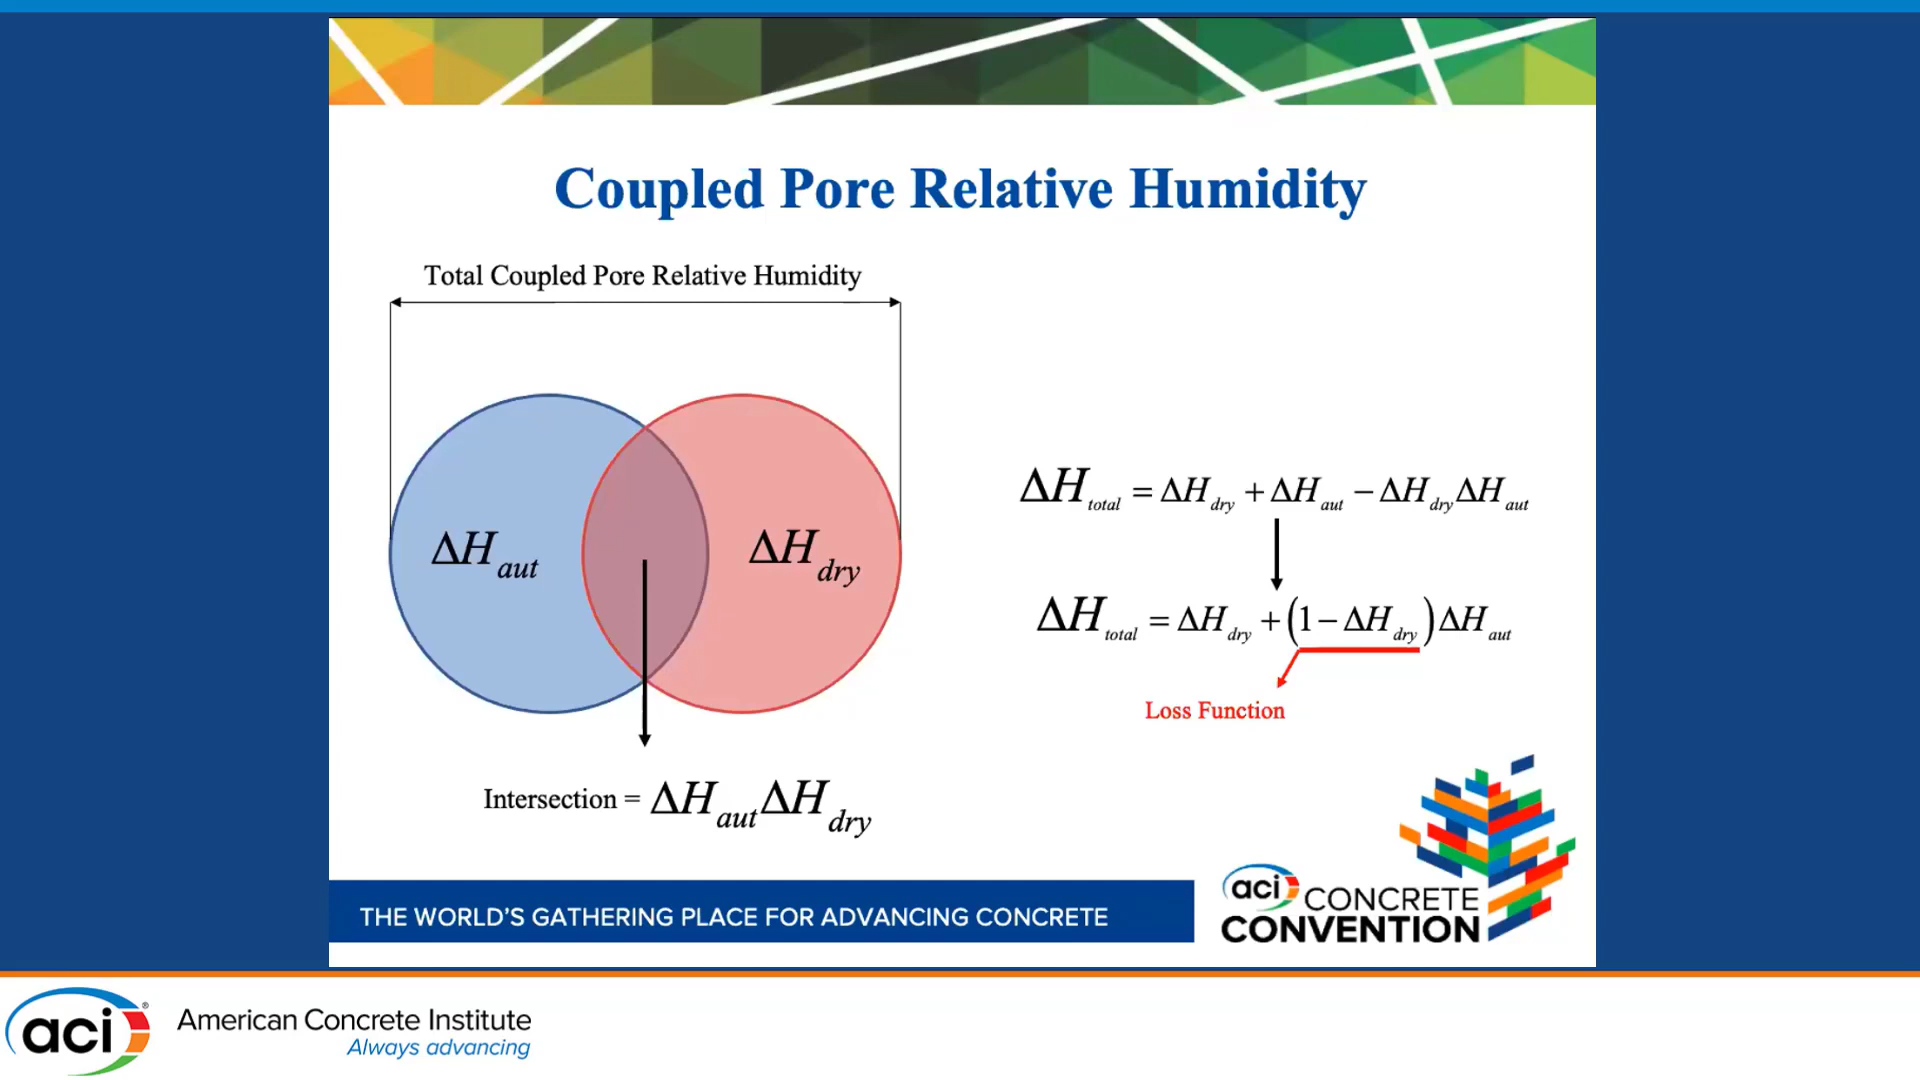 Coupled Pore Relative Humidity
Total Coupled Pore Relative Humidity
ΔH_aut
ΔH_dry
Intersection = ΔH_aut ΔH_dry
ΔH_total = ΔH_dry + ΔH_aut − ΔH_dry ΔH_aut
ΔH_total = ΔH_dry + (1 − ΔH_dry) ΔH_aut
Loss Function
THE WORLD'S GATHERING PLACE FOR ADVANCING CONCRETE
aci CONCRETE
CONVENTION
aci®
American Concrete Institute
Always advancing